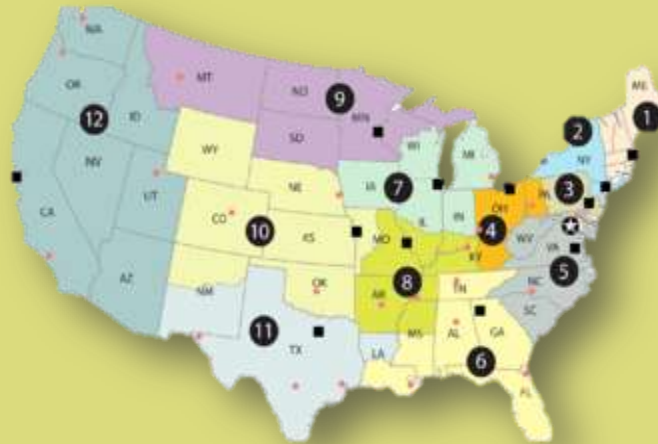 WA
ME
MT
ND
9
1
OR
MN
12
ID
2
WI
SD
MI
NY
WY
3
PA
IA
7
NE
NV
OH
UT
IL
IN
4
CO
10
WV
VA
CA
KS
MO
KY
5
8
NC
AZ
OK
TN
NM
AR
SC
11
MS
AL
GA
TX
LA
6
FL